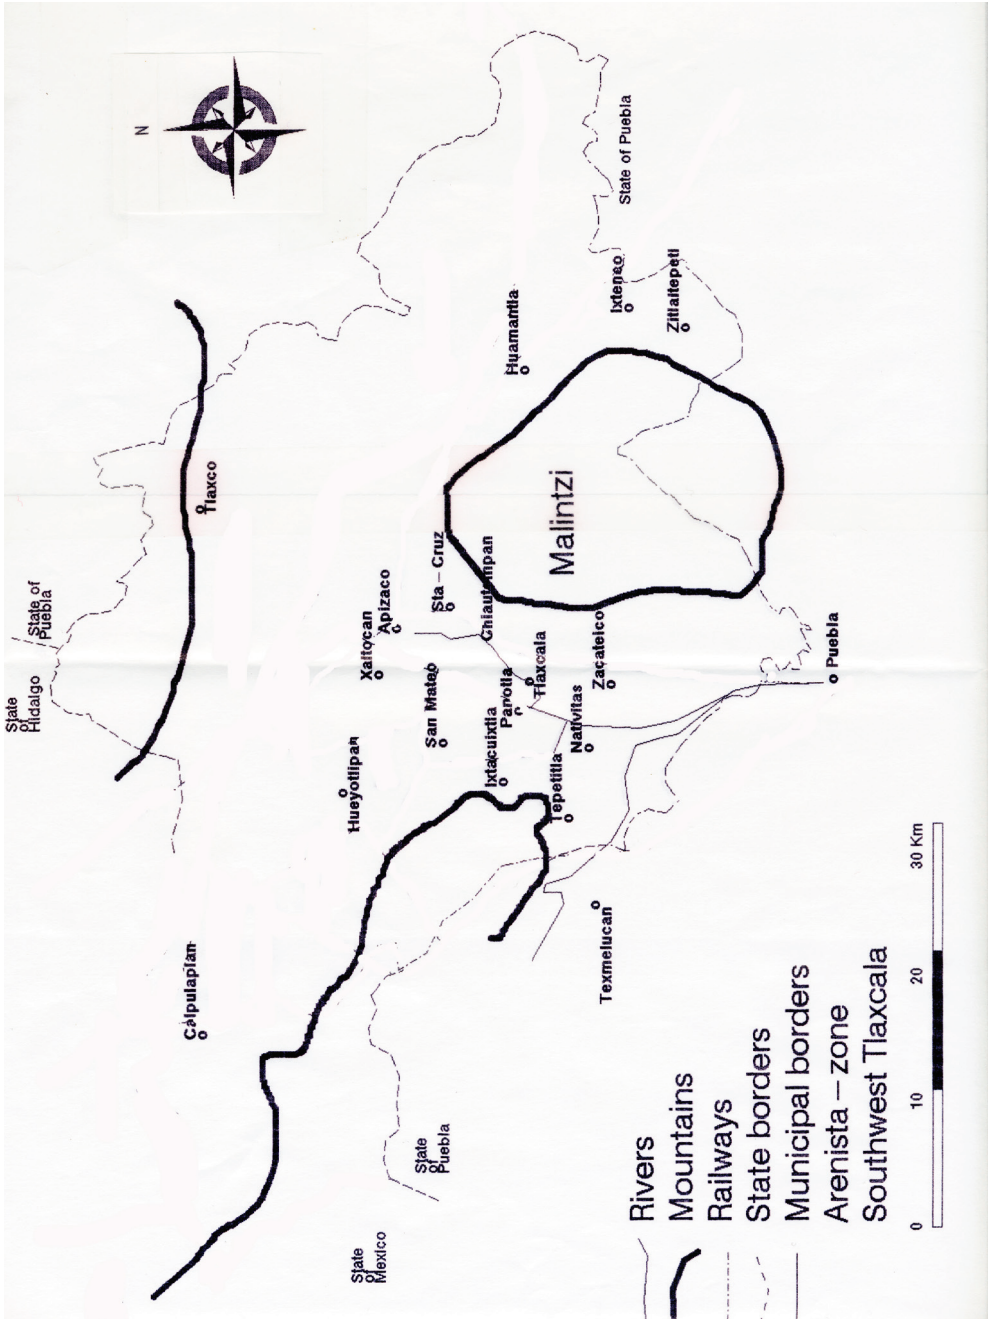 State
of
Hidalgo
State of
Puebla
N
Tlaxco
Calpulaplan
Hueyotlipan
Xaltocan
Apizaco
State
of
Mexico
State
of
Puebla
San Mateo
Sta-Cruz
Ixtacuixtla
Panotla
Chiautempan
Huamantla
Tlaxcala
Tepetitla
Nativitas
Malintzi
Zacatelco
Texmelucan
Ixtenco
State of Puebla
Zitlaltepetl
Puebla
Rivers
Mountains
Railways
State borders
Municipal borders
Arenista-zone
Southwest Tlaxcala
0 10 20 30 Km